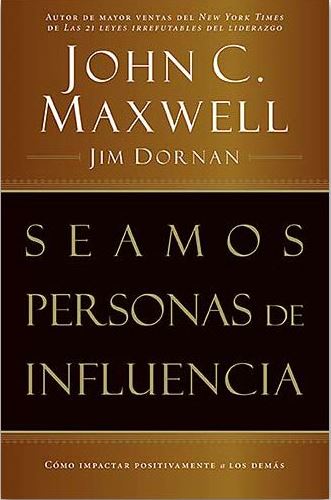 AUTOR DE MAYOR VENTAS DEL NEW YORK TIMES
DE LAS 21 LEYES IRREFUTABLES DEL LIDERAZGO
JOHN C.
MAXWELL
JIM DORNAN
SEAMOS
PERSONAS DE
INFLUENCIA
CÓMO IMPACTAR POSITIVAMENTE A LOS DEMÁS